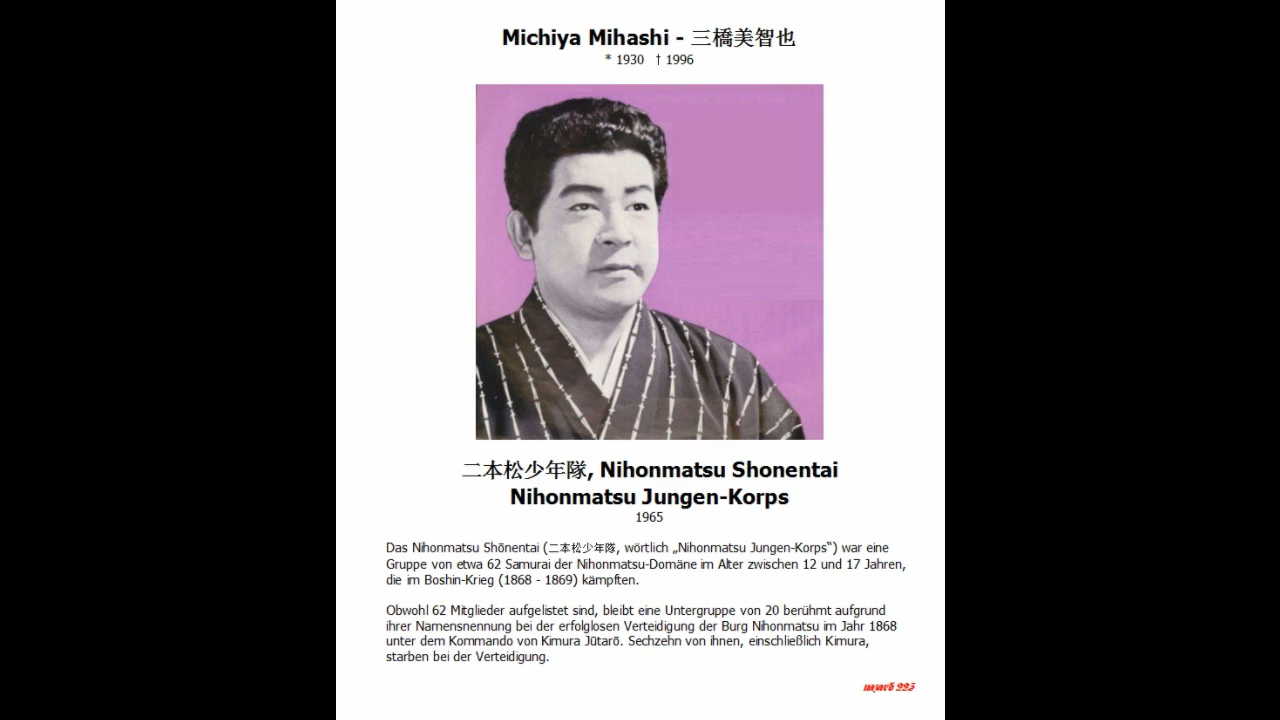 Michiya Mihashi - 三橋美智也
* 1930 † 1996
二本松少年隊, Nihonmatsu Shonentai
Nihonmatsu Jungen-Korps
1965
Das Nihonmatsu Shōnentai (二本松少年隊, wörtlich „Nihonmatsu Jungen-Korps“) war eine
Gruppe von etwa 62 Samurai der Nihonmatsu-Domäne im Alter zwischen 12 und 17 Jahren,
die im Boshin-Krieg (1868 - 1869) kämpften.
Obwohl 62 Mitglieder aufgelistet sind, bleibt eine Untergruppe von 20 berühmt aufgrund
ihrer Namensnennung bei der erfolglosen Verteidigung der Burg Nihonmatsu im Jahr 1868
unter dem Kommando von Kimura Jūtarō. Sechzehn von ihnen, einschließlich Kimura,
starben bei der Verteidigung.